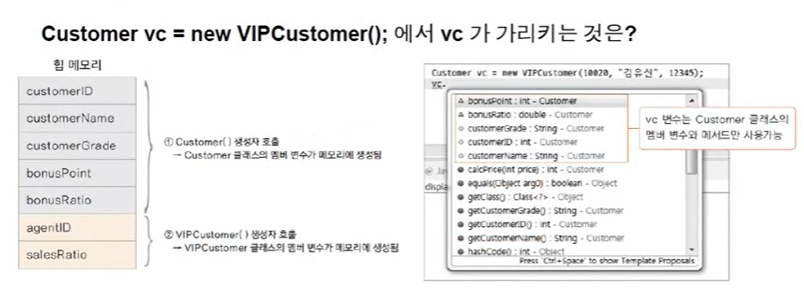 Customer vc = new VIPCustomer(); 에서 vc 가 가리키는 것은?
힙 메모리
customerID
customerName
customerGrade
bonusPoint
bonusRatio
agentID
salesRatio
① Customer( ) 생성자 호출
→ Customer 클래스의 멤버 변수가 메모리에 생성됨
② VIPCustomer( ) 생성자 호출
→ VIPCustomer 클래스의 멤버 변수가 메모리에 생성됨
Customer vc = new VIPCustomer(10020, "김유신", 12345);
vc.
bonusPoint : int - Customer
bonusRatio : double - Customer
customerGrade : String - Customer
customerID : int - Customer
customerName : String - Customer
calcPrice(int price) : int - Customer
equals(Object arg0) : boolean - Object
getClass() : Class<?> - Object
getCustomerGrade() : String - Customer
getCustomerID() : int - Customer
getCustomerName() : String - Customer
hashCode() : int - Object
Press 'Ctrl+Space' to show Template Proposals
@ Jav
displa
vc 변수는 Customer 클래스의
멤버 변수와 메서드만 사용가능